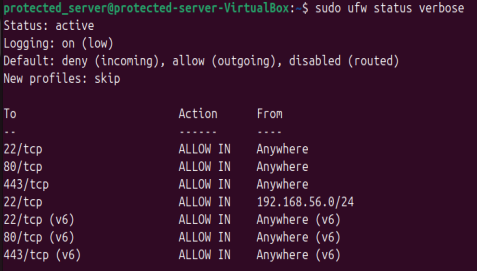 protected_server@protected-server-VirtualBox:~$ sudo ufw status verbose
Status: active
Logging: on (low)
Default: deny (incoming), allow (outgoing), disabled (routed)
New profiles: skip
To Action From
-- ------ ----
22/tcp ALLOW IN Anywhere
80/tcp ALLOW IN Anywhere
443/tcp ALLOW IN Anywhere
22/tcp ALLOW IN 192.168.56.0/24
22/tcp (v6) ALLOW IN Anywhere (v6)
80/tcp (v6) ALLOW IN Anywhere (v6)
443/tcp (v6) ALLOW IN Anywhere (v6)